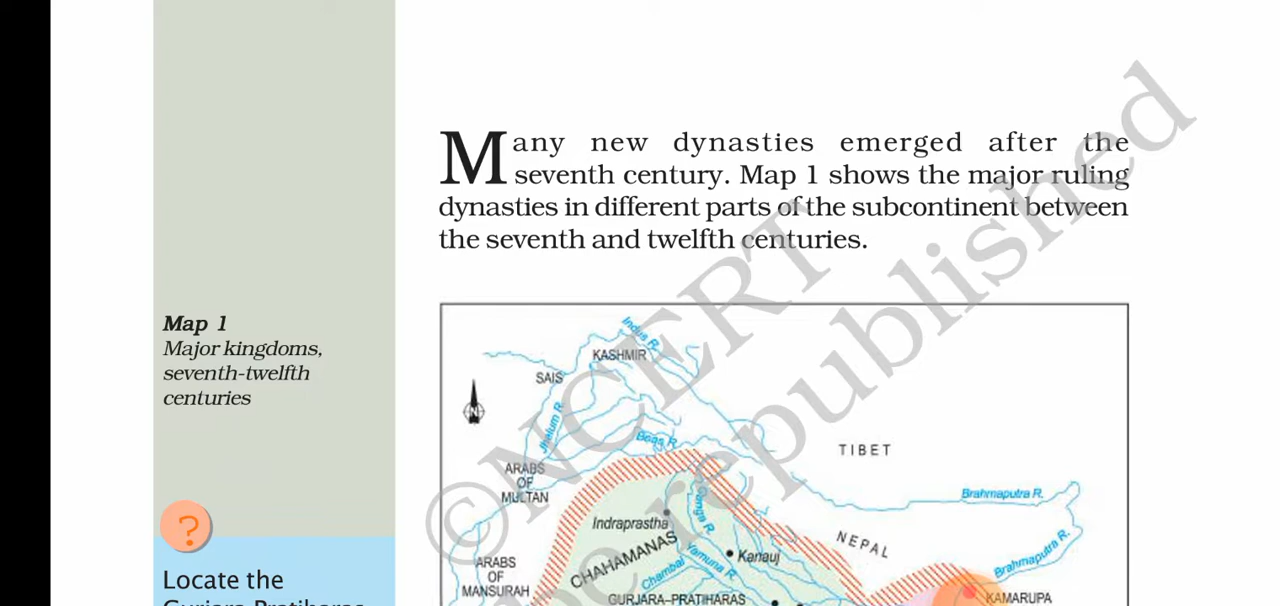 Many new dynasties emerged after the
seventh century. Map 1 shows the major ruling
dynasties in different parts of the subcontinent between
the seventh and twelfth centuries.
Map 1
Major kingdoms,
seventh-twelfth
centuries
?
Locate the
Gurjara-Pratiharas
Indus R.
KASHMIR
SAIS
N
Jhelum R.
Beas R.
TIBET
ARABS
OF
MULTAN
Brahmaputra R.
Ganga R.
Indraprastha
NEPAL
CHAHAMANAS
Kanauj
Yamuna R.
Brahmaputra R.
ARABS
OF
MANSURAH
Chambal
GURJARA–PRATIHARAS
KAMARUPA
©NCERT
be republished